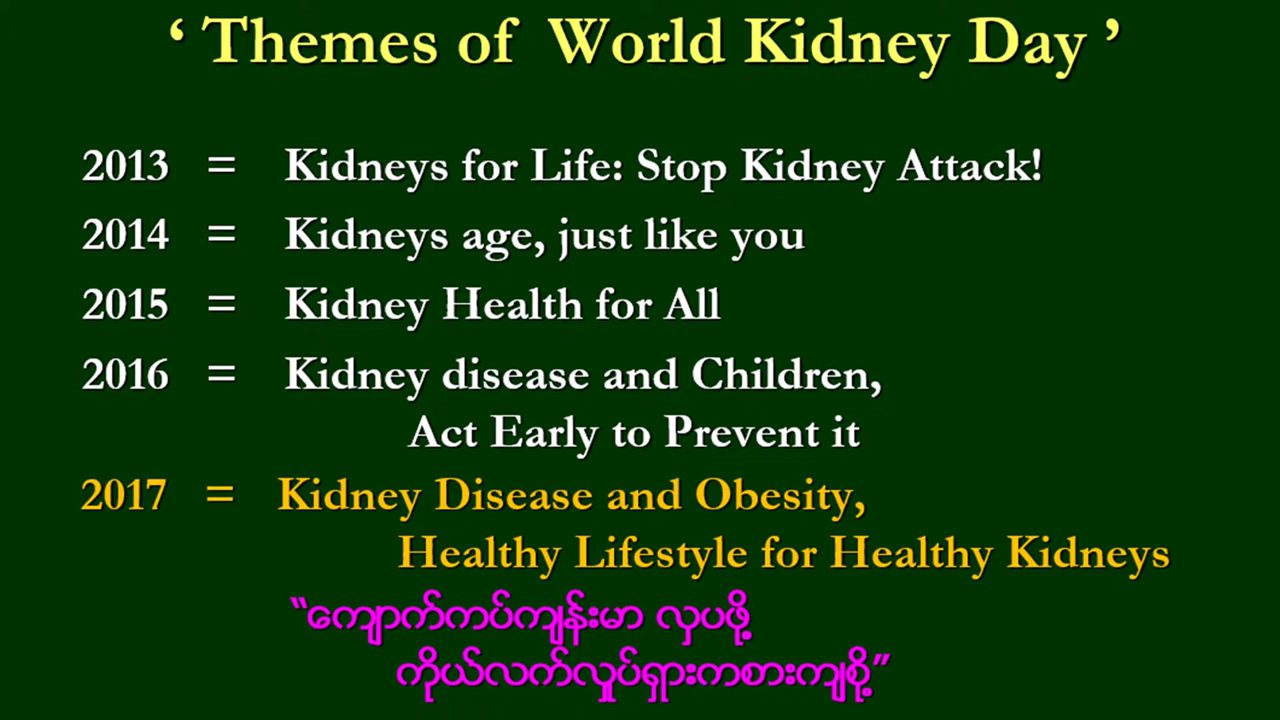 ‘ Themes of World Kidney Day ’
2013 = Kidneys for Life: Stop Kidney Attack!
2014 = Kidneys age, just like you
2015 = Kidney Health for All
2016 = Kidney disease and Children,
Act Early to Prevent it
2017 = Kidney Disease and Obesity,
Healthy Lifestyle for Healthy Kidneys
“ကျောက်ကပ်ကျန်းမာ လှပဖို့
ကိုယ်လက်လှုပ်ရှားကစားကျစို့”